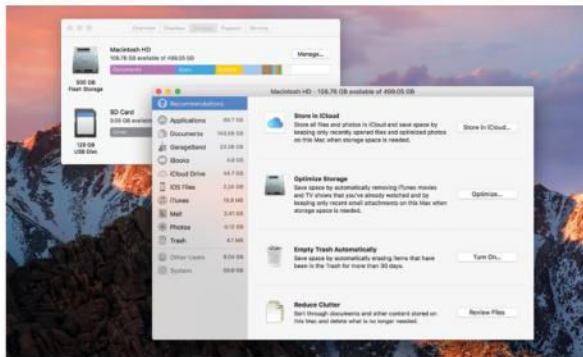 Overview Displays Storage Support Service
Macintosh HD
108.78 GB available of 499.05 GB
Manage...
Documents Apps
500 GB
Flash Storage
SD Card
128 GB
USB Disc
Macintosh HD - 108.78 GB available of 499.05 GB
Recommendations
Applications
Documents
GarageBand
iBooks
iCloud Drive
iOS Files
iTunes
Mail
Photos
Trash
Other Users
System
Store in iCloud
Store all files and photos in iCloud and save space by
keeping only recently opened files and optimized photos
on this Mac when storage space is needed.
Store in iCloud...
Optimize Storage
Save space by automatically removing iTunes movies
and TV shows that you've already watched and by
keeping only recent email attachments on this Mac when
storage space is needed.
Optimize...
Empty Trash Automatically
Save space by automatically erasing items that have
been in the Trash for more than 30 days.
Turn On...
Reduce Clutter
Sort through documents and other content stored on
this Mac and delete what is no longer needed.
Review Files